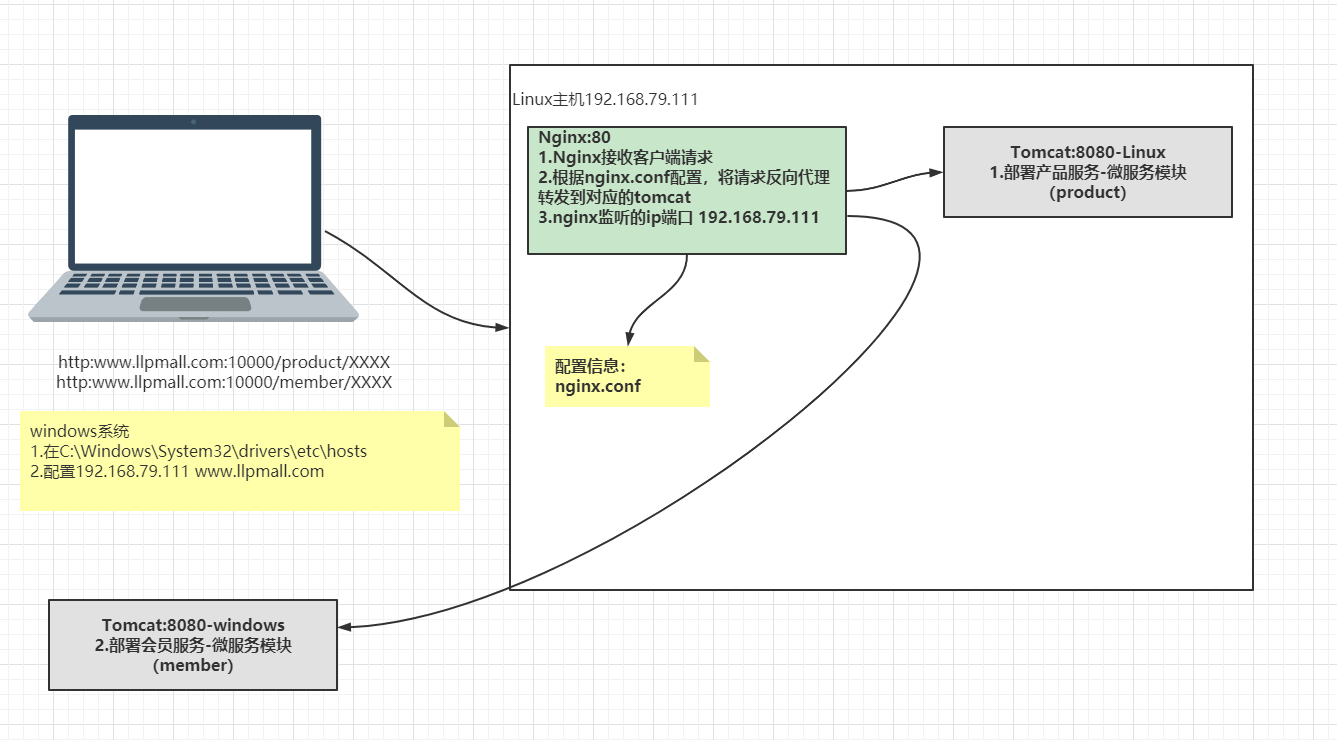 Linux主机192.168.79.111
Nginx:80
1.Nginx接收客户端请求
2.根据nginx.conf配置，将请求反向代理
转发到对应的tomcat
3.nginx监听的ip端口 192.168.79.111
Tomcat:8080-Linux
1.部署产品服务-微服务模块
(product)
配置信息：
nginx.conf
http:www.llpmall.com:10000/product/XXXX
http:www.llpmall.com:10000/member/XXXX
windows系统
1.在C:\Windows\System32\drivers\etc\hosts
2.配置192.168.79.111 www.llpmall.com
Tomcat:8080-windows
2.部署会员服务-微服务模块
(member)